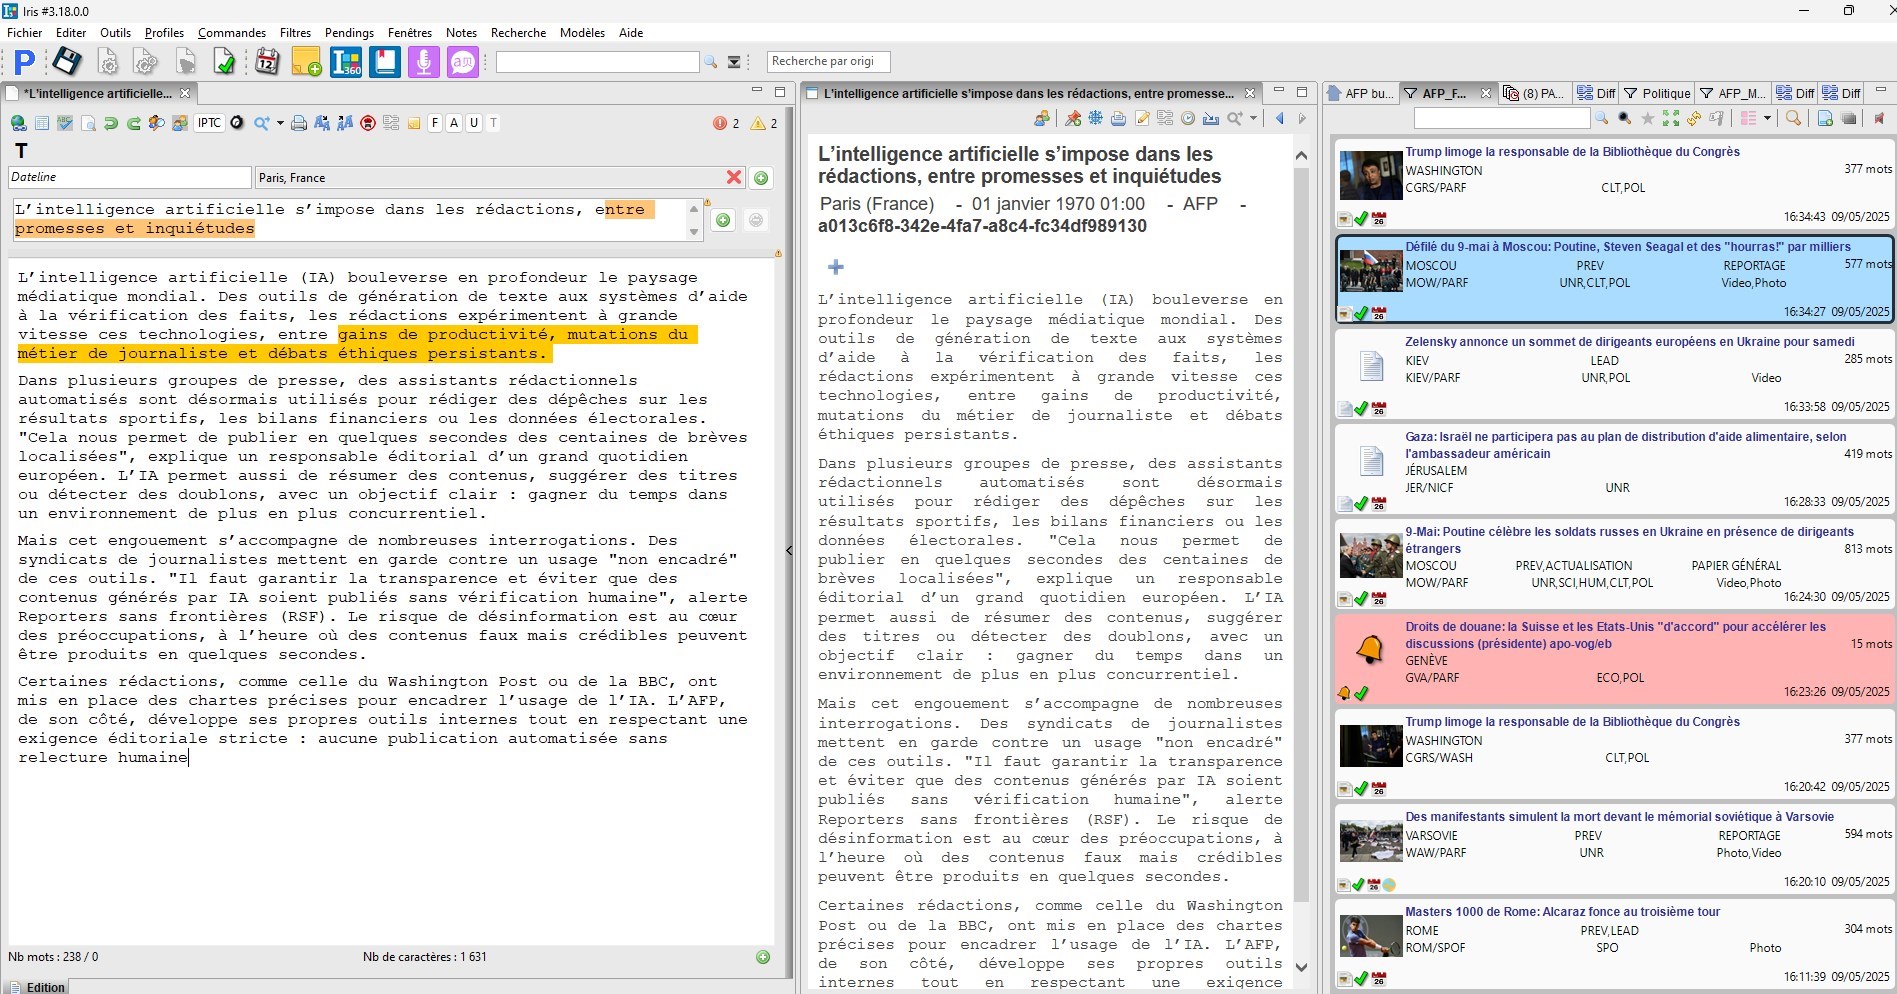 Iris #3.18.0.0
Fichier Editer Outils Profiles Commandes Filtres Pendings Fenêtres Notes Recherche Modèles Aide
P
12
I 360
a
Recherche par origi
*L'intelligence artificielle...
IPTC
F A U T
2 2
T
Dateline
Paris, France
L'intelligence artificielle s'impose dans les rédactions, entre
promesses et inquiétudes
L'intelligence artificielle (IA) bouleverse en profondeur le paysage
médiatique mondial. Des outils de génération de texte aux systèmes d'aide
à la vérification des faits, les rédactions expérimentent à grande
vitesse ces technologies, entre gains de productivité, mutations du
métier de journaliste et débats éthiques persistants.
Dans plusieurs groupes de presse, des assistants rédactionnels
automatisés sont désormais utilisés pour rédiger des dépêches sur les
résultats sportifs, les bilans financiers ou les données électorales.
"Cela nous permet de publier en quelques secondes des centaines de brèves
localisées", explique un responsable éditorial d'un grand quotidien
européen. L'IA permet aussi de résumer des contenus, suggérer des titres
ou détecter des doublons, avec un objectif clair : gagner du temps dans
un environnement de plus en plus concurrentiel.
Mais cet engouement s'accompagne de nombreuses interrogations. Des
syndicats de journalistes mettent en garde contre un usage "non encadré"
de ces outils. "Il faut garantir la transparence et éviter que des
contenus générés par IA soient publiés sans vérification humaine", alerte
Reporters sans frontières (RSF). Le risque de désinformation est au cœur
des préoccupations, à l'heure où des contenus faux mais crédibles peuvent
être produits en quelques secondes.
Certaines rédactions, comme celle du Washington Post ou de la BBC, ont
mis en place des chartes précises pour encadrer l'usage de l'IA. L'AFP,
de son côté, développe ses propres outils internes tout en respectant une
exigence éditoriale stricte : aucune publication automatisée sans
relecture humaine
Nb mots : 238 / 0
Nb de caractères : 1 631
Edition
L'intelligence artificielle s'impose dans les rédactions, entre promesse...
L'intelligence artificielle s'impose dans les
rédactions, entre promesses et inquiétudes
Paris (France) - 01 janvier 1970 01:00 - AFP -
a013c6f8-342e-4fa7-a8c4-fc34df989130
L'intelligence artificielle (IA) bouleverse en
profondeur le paysage médiatique mondial. Des
outils de génération de texte aux systèmes
d'aide à la vérification des faits, les
rédactions expérimentent à grande vitesse ces
technologies, entre gains de productivité,
mutations du métier de journaliste et débats
éthiques persistants.
Dans plusieurs groupes de presse, des assistants
rédactionnels automatisés sont désormais
utilisés pour rédiger des dépêches sur les
résultats sportifs, les bilans financiers ou les
données électorales. "Cela nous permet de
publier en quelques secondes des centaines de
brèves localisées", explique un responsable
éditorial d'un grand quotidien européen. L'IA
permet aussi de résumer des contenus, suggérer
des titres ou détecter des doublons, avec un
objectif clair : gagner du temps dans un
environnement de plus en plus concurrentiel.
Mais cet engouement s'accompagne de nombreuses
interrogations. Des syndicats de journalistes
mettent en garde contre un usage "non encadré"
de ces outils. "Il faut garantir la transparence
et éviter que des contenus générés par IA soient
publiés sans vérification humaine", alerte
Reporters sans frontières (RSF). Le risque de
désinformation est au cœur des préoccupations, à
l'heure où des contenus faux mais crédibles
peuvent être produits en quelques secondes.
Certaines rédactions, comme celle du Washington
Post ou de la BBC, ont mis en place des chartes
précises pour encadrer l'usage de l'IA. L'AFP,
de son côté, développe ses propres outils
internes tout en respectant une exigence
AFP bu... AFP_F... (8) PA... Diff Politique AFP_M... Diff Diff
Trump limoge la responsable de la Bibliothèque du Congrès
WASHINGTON 377 mots
CGRS/PARF CLT,POL
26 16:34:43 09/05/2025
Défilé du 9-mai à Moscou: Poutine, Steven Seagal et des "hourras!" par milliers
MOSCOU PREV REPORTAGE 577 mots
MOW/PARF UNR,CLT,POL Video,Photo
26 16:34:27 09/05/2025
Zelensky annonce un sommet de dirigeants européens en Ukraine pour samedi
KIEV LEAD 285 mots
KIEV/PARF UNR,POL Video
26 16:33:58 09/05/2025
Gaza: Israël ne participera pas au plan de distribution d'aide alimentaire, selon
l'ambassadeur américain 419 mots
JÉRUSALEM
JER/NICF UNR
26 16:28:33 09/05/2025
9-Mai: Poutine célèbre les soldats russes en Ukraine en présence de dirigeants
étrangers 813 mots
MOSCOU PREV,ACTUALISATION PAPIER GÉNÉRAL
MOW/PARF UNR,SCI,HUM,CLT,POL Video,Photo
26 16:24:30 09/05/2025
Droits de douane: la Suisse et les Etats-Unis "d'accord" pour accélérer les
discussions (présidente) apo-vog/eb 15 mots
GENÈVE
GVA/PARF ECO,POL
16:23:26 09/05/2025
Trump limoge la responsable de la Bibliothèque du Congrès
WASHINGTON 377 mots
CGRS/WASH CLT,POL
26 16:20:42 09/05/2025
Des manifestants simulent la mort devant le mémorial soviétique à Varsovie
VARSOVIE PREV REPORTAGE 594 mots
WAW/PARF UNR Photo,Video
26 16:20:10 09/05/2025
Masters 1000 de Rome: Alcaraz fonce au troisième tour
ROME PREV,LEAD 304 mots
ROM/SPOF SPO Photo
26 16:11:39 09/05/2025